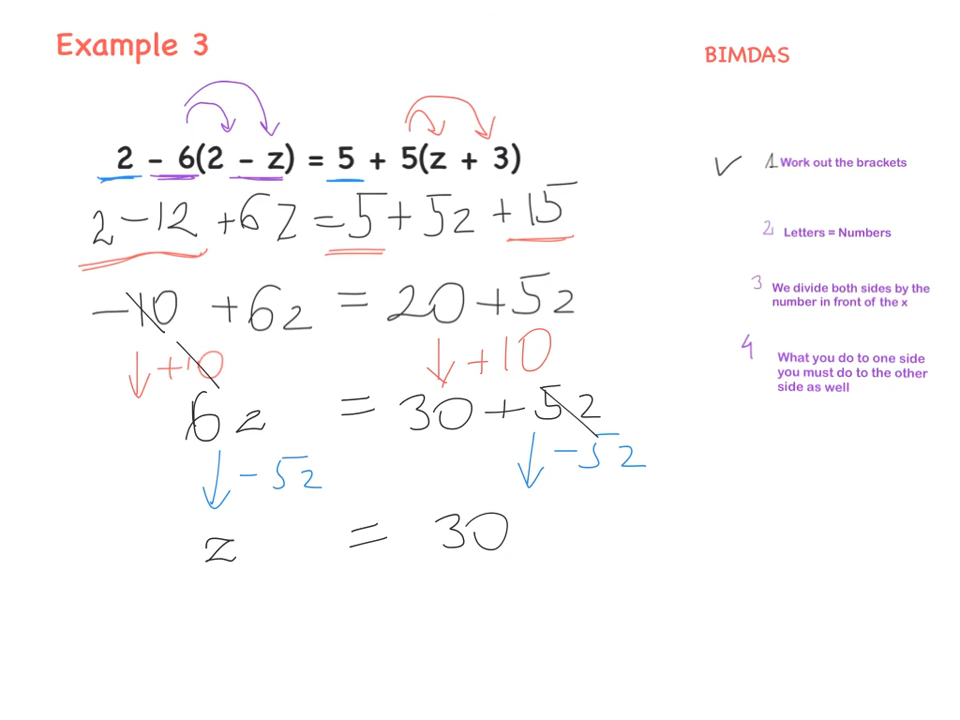 Example 3
BIMDAS
2 - 6(2 - z) = 5 + 5(z + 3)
2 - 12 + 6z = 5 + 5z + 15
-10 + 6z = 20 + 5z
+10 +10
6z = 30 + 5z
-5z -5z
z = 30
✓ 1 Work out the brackets
2 Letters = Numbers
3 We divide both sides by the
number in front of the x
4 What you do to one side
you must do to the other
side as well